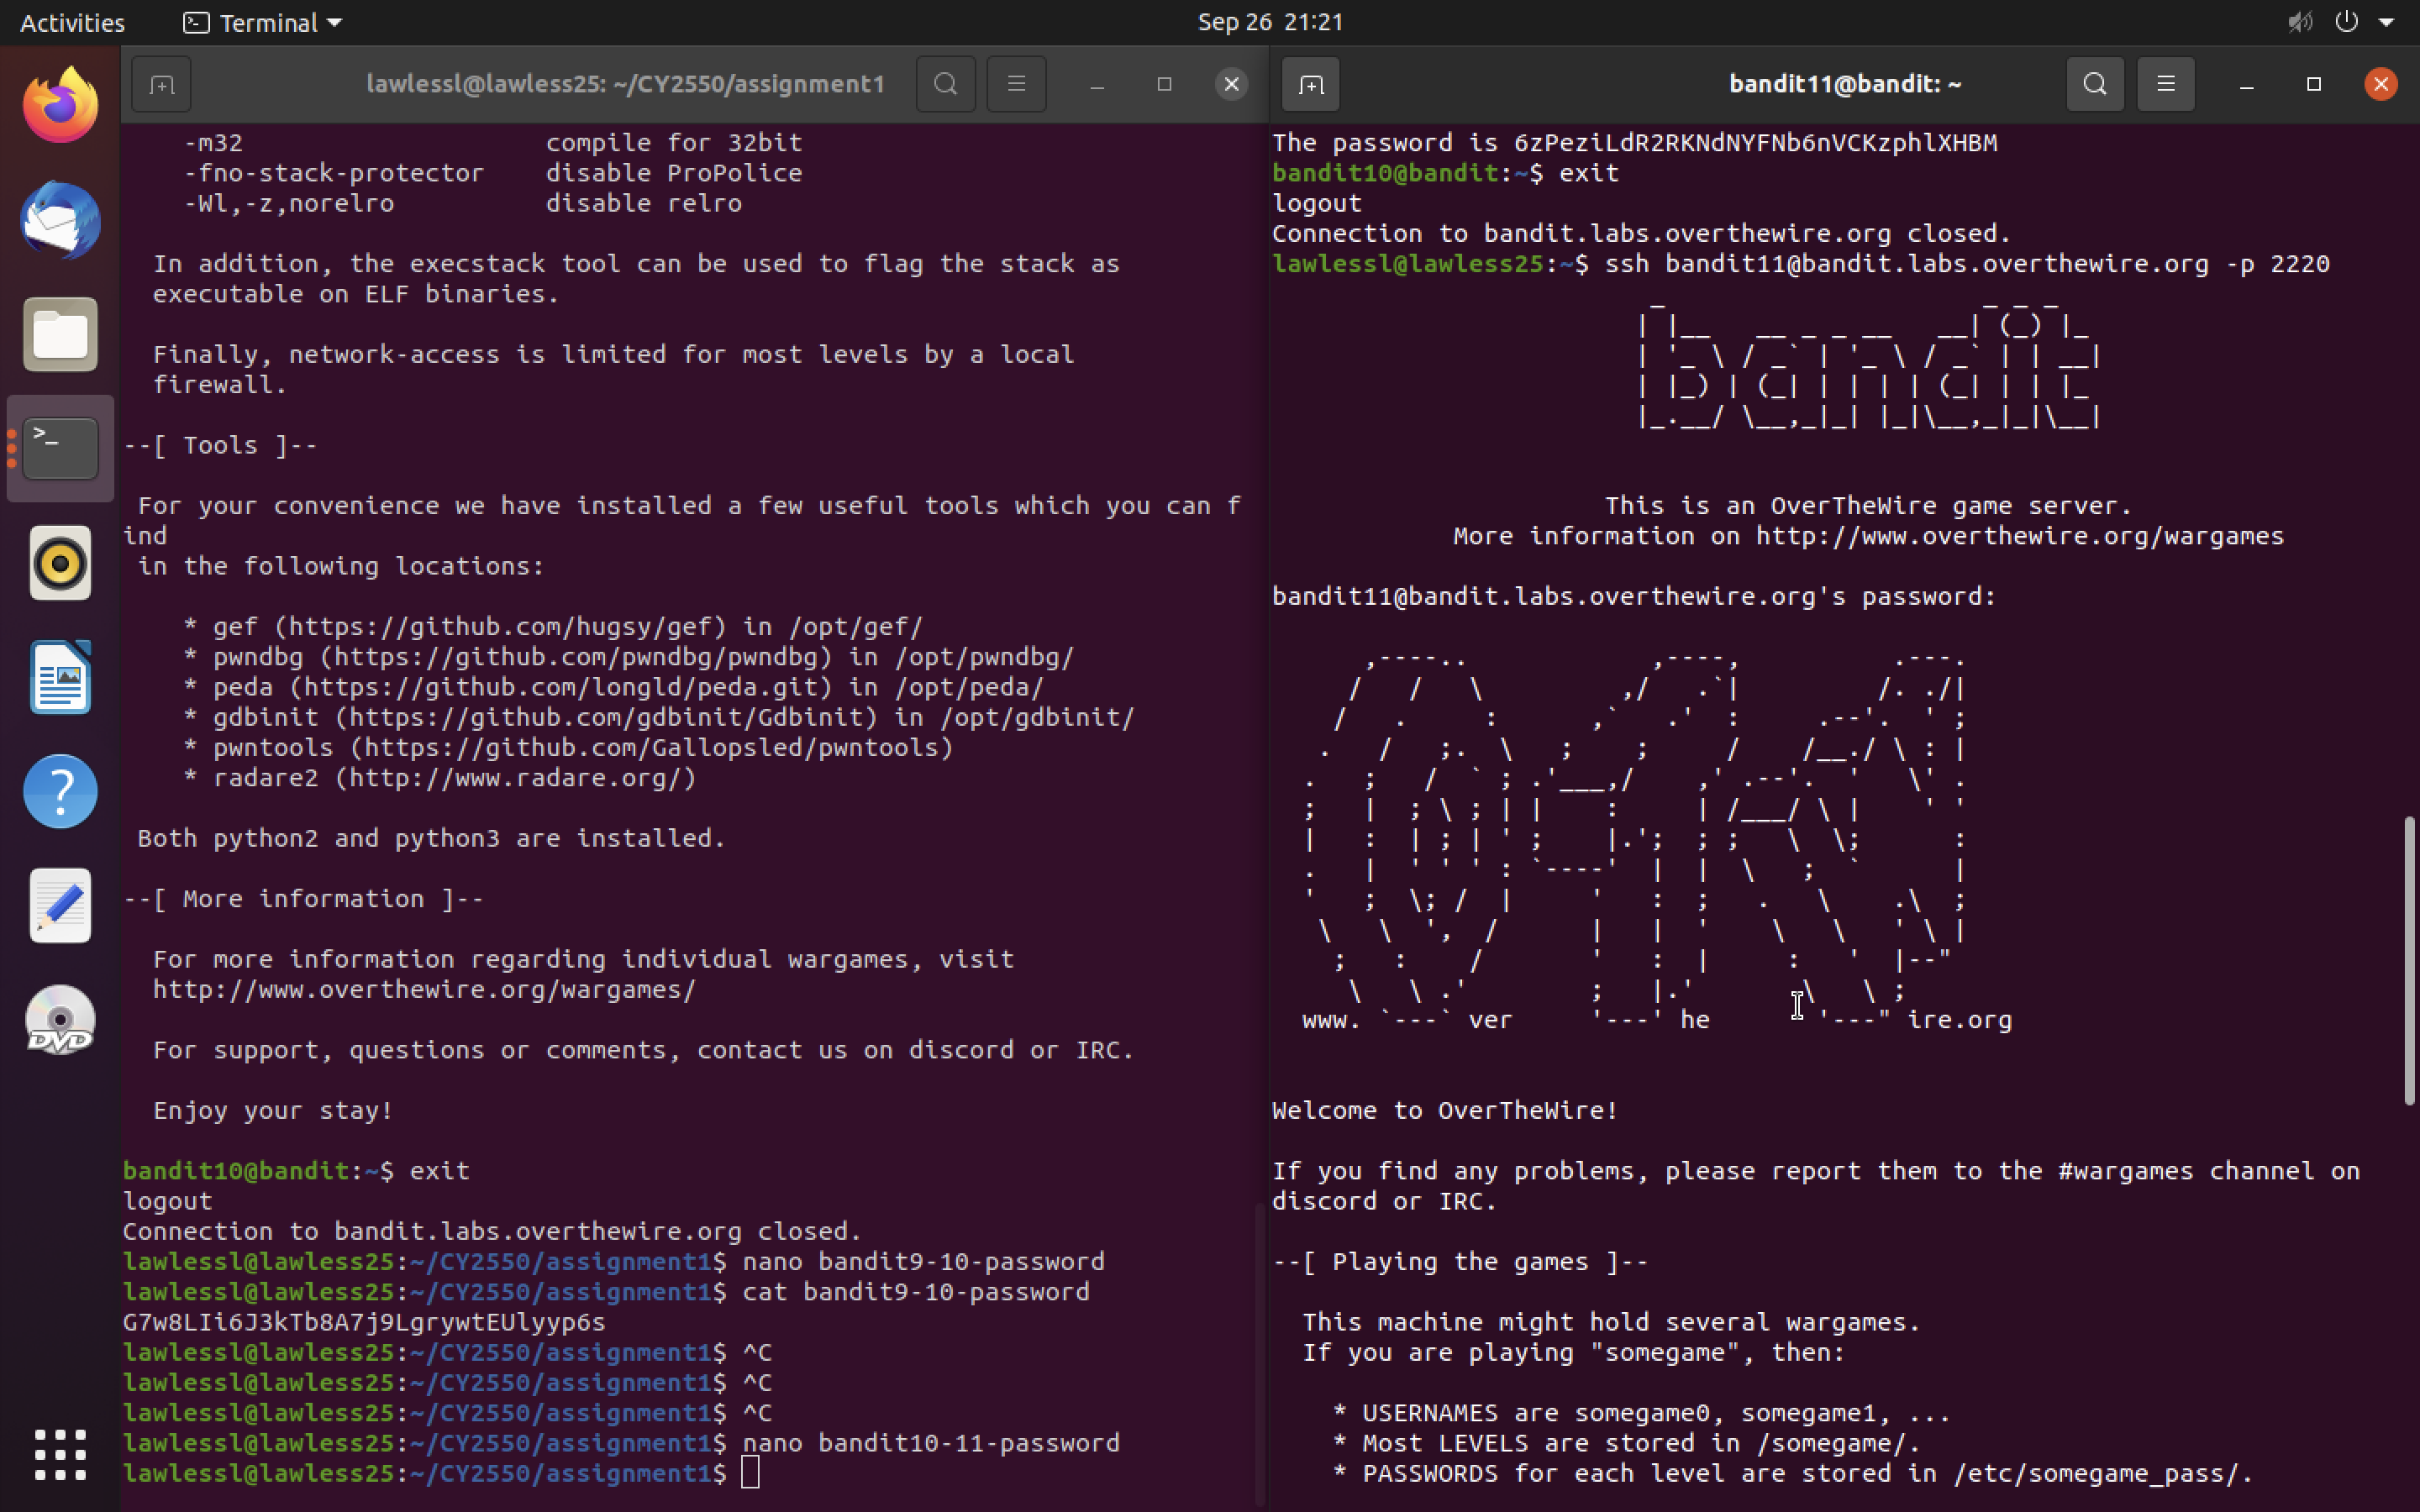 Activities
Terminal
Sep 26 21:21
lawlessl@lawless25: ~/CY2550/assignment1
-m32 compile for 32bit
-fno-stack-protector disable ProPolice
-Wl,-z,norelro disable relro
In addition, the execstack tool can be used to flag the stack as
executable on ELF binaries.
Finally, network-access is limited for most levels by a local
firewall.
--[ Tools ]--
For your convenience we have installed a few useful tools which you can f
ind
in the following locations:
* gef (https://github.com/hugsy/gef) in /opt/gef/
* pwndbg (https://github.com/pwndbg/pwndbg) in /opt/pwndbg/
* peda (https://github.com/longld/peda.git) in /opt/peda/
* gdbinit (https://github.com/gdbinit/Gdbinit) in /opt/gdbinit/
* pwntools (https://github.com/Gallopsled/pwntools)
* radare2 (http://www.radare.org/)
Both python2 and python3 are installed.
--[ More information ]--
For more information regarding individual wargames, visit
http://www.overthewire.org/wargames/
For support, questions or comments, contact us on discord or IRC.
Enjoy your stay!
bandit10@bandit:~$ exit
logout
Connection to bandit.labs.overthewire.org closed.
lawlessl@lawless25:~/CY2550/assignment1$ nano bandit9-10-password
lawlessl@lawless25:~/CY2550/assignment1$ cat bandit9-10-password
G7w8LIi6J3kTb8A7j9LgrywtEUlyyp6s
lawlessl@lawless25:~/CY2550/assignment1$ ^C
lawlessl@lawless25:~/CY2550/assignment1$ ^C
lawlessl@lawless25:~/CY2550/assignment1$ ^C
lawlessl@lawless25:~/CY2550/assignment1$ nano bandit10-11-password
lawlessl@lawless25:~/CY2550/assignment1$
bandit11@bandit: ~
The password is 6zPeziLdR2RKNdNYFNb6nVCKzphlXHBM
bandit10@bandit:~$ exit
logout
Connection to bandit.labs.overthewire.org closed.
lawlessl@lawless25:~$ ssh bandit11@bandit.labs.overthewire.org -p 2220
bandit
This is an OverTheWire game server.
More information on http://www.overthewire.org/wargames
bandit11@bandit.labs.overthewire.org's password:
www. ver he ire.org
Welcome to OverTheWire!
If you find any problems, please report them to the #wargames channel on
discord or IRC.
--[ Playing the games ]--
This machine might hold several wargames.
If you are playing "somegame", then:
* USERNAMES are somegame0, somegame1, ...
* Most LEVELS are stored in /somegame/.
* PASSWORDS for each level are stored in /etc/somegame_pass/.
DVD